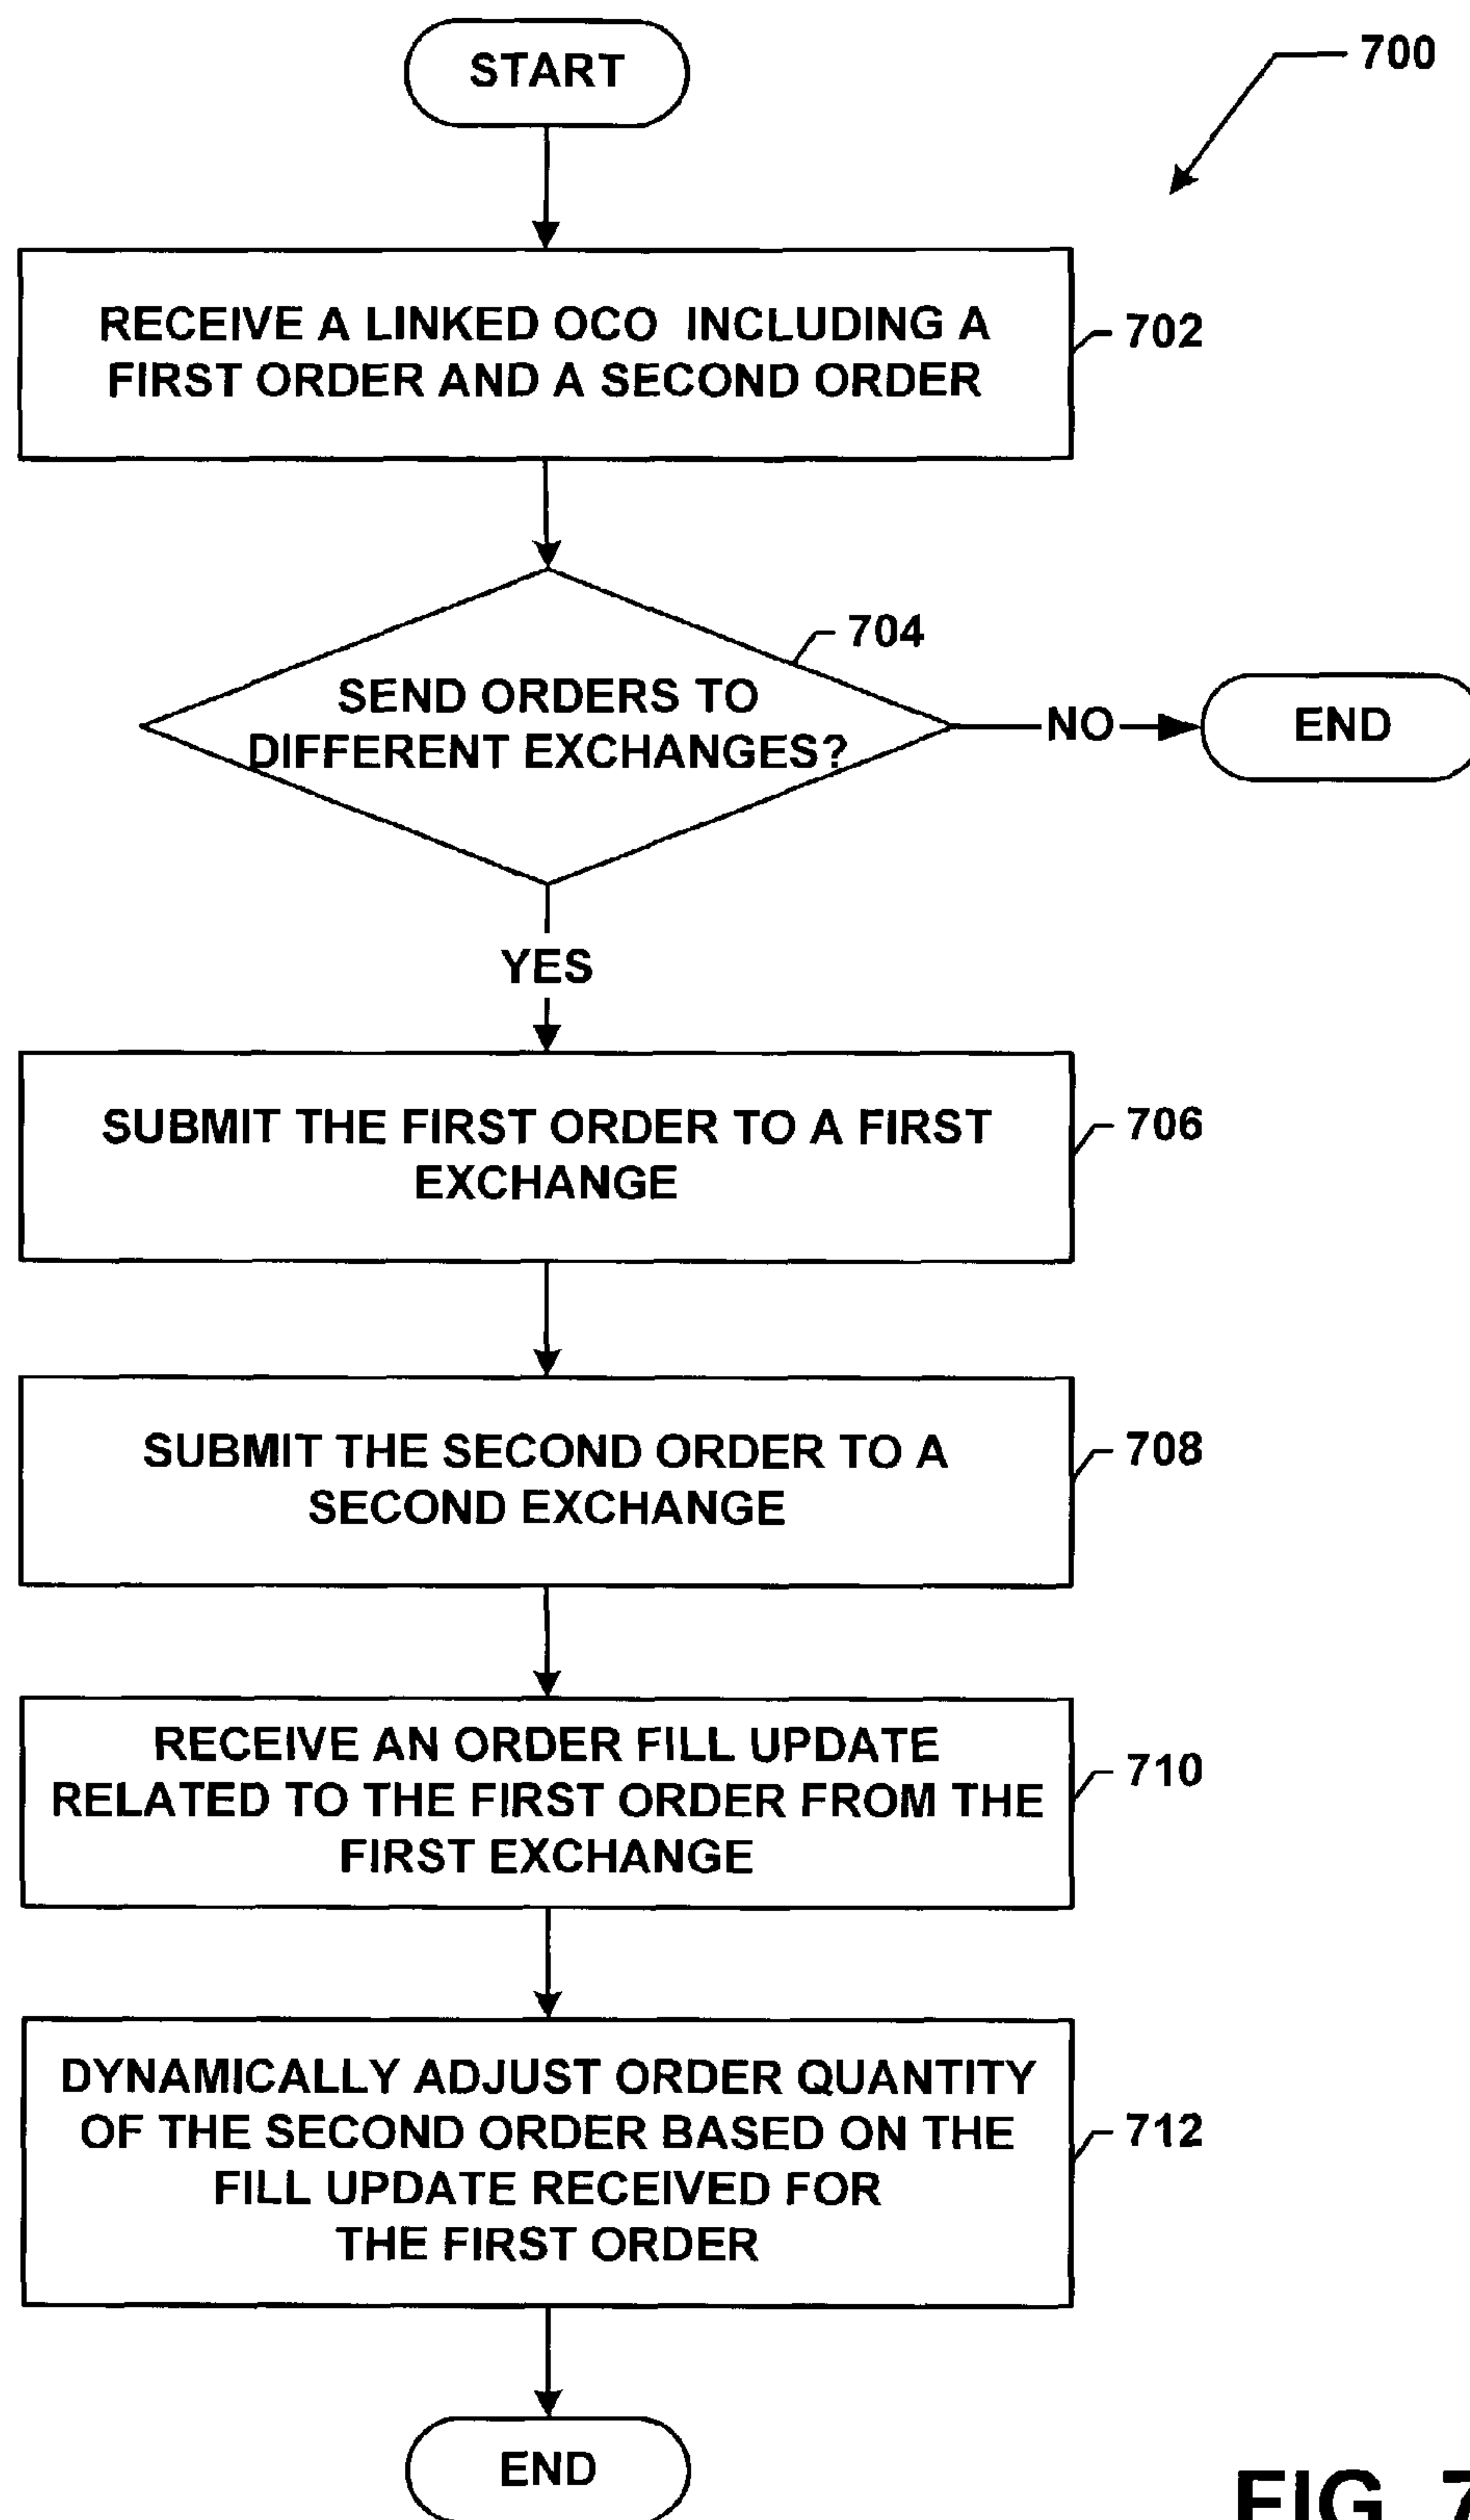 START
700
RECEIVE A LINKED OCO INCLUDING A
FIRST ORDER AND A SECOND ORDER
702
704
SEND ORDERS TO
DIFFERENT EXCHANGES?
NO
END
YES
SUBMIT THE FIRST ORDER TO A FIRST
EXCHANGE
706
SUBMIT THE SECOND ORDER TO A
SECOND EXCHANGE
708
RECEIVE AN ORDER FILL UPDATE
RELATED TO THE FIRST ORDER FROM THE
FIRST EXCHANGE
710
DYNAMICALLY ADJUST ORDER QUANTITY
OF THE SECOND ORDER BASED ON THE
FILL UPDATE RECEIVED FOR
THE FIRST ORDER
712
END
FIG. 7